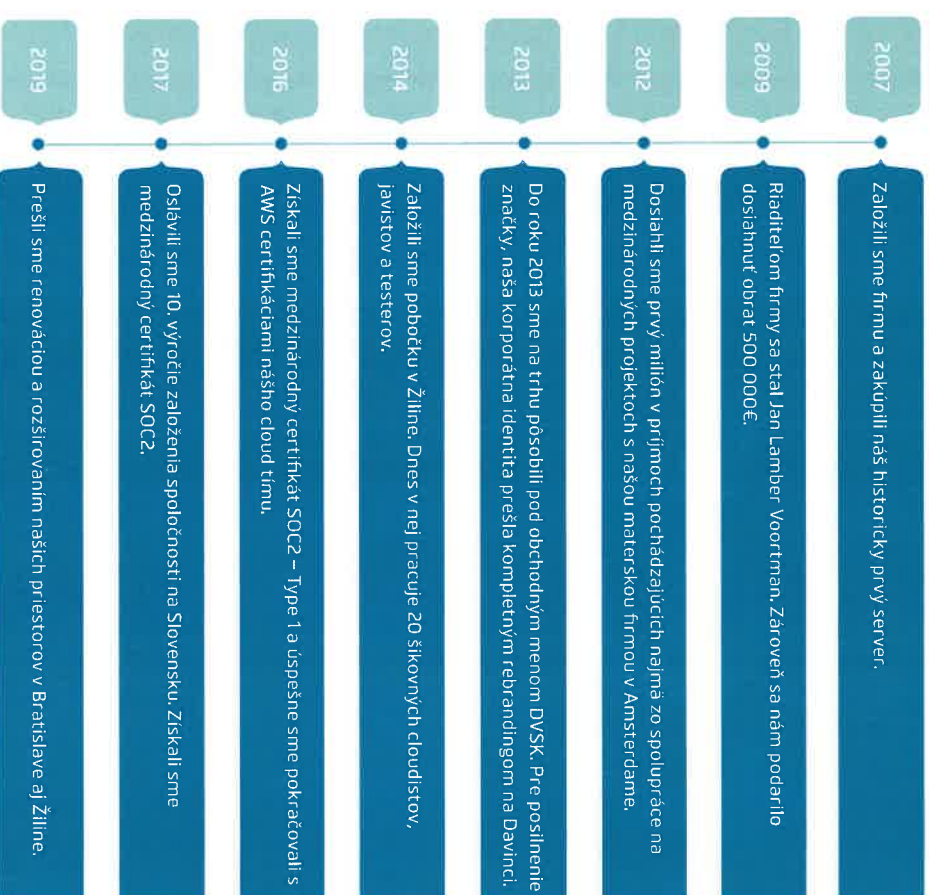 2007
Založili sme firmu a zakúpili náš historicky prvý server.
2009
Riaditeľom firmy sa stal Jan Lamber Voortman. Zároveň sa nám podarilo
dosiahnuť obrat 500 000€.
2012
Dosiahli sme prvý milión v príjmoch pochádzajúcich najmä zo spolupráce na
medzinárodných projektoch s našou materskou firmou v Amsterdame.
2013
Do roku 2013 sme na trhu pôsobili pod obchodným menom DVSK. Pre posilnenie
značky, naša korporátna identita prešla kompletným rebrandingom na Davinci.
2014
Založili sme pobočku v Žiline. Dnes v nej pracuje 20 šikovných cloudistov,
javistov a testerov.
2016
Získali sme medzinárodný certifikát SOC2 – Type 1 a úspešne sme pokračovali s
AWS certifikáciami nášho cloud tímu.
2017
Oslávili sme 10. výročie založenia spoločnosti na Slovensku. Získali sme
medzinárodný certifikát SOC2.
2019
Prešli sme renováciou a rozširovaním našich priestorov v Bratislave aj Žiline.